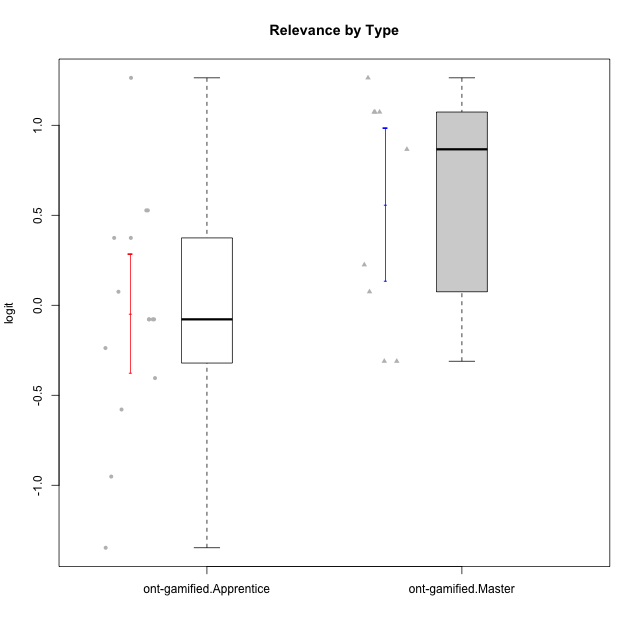 Relevance by Type
logit
1.0
0.5
0.0
-0.5
-1.0
ont-gamified.Apprentice
ont-gamified.Master